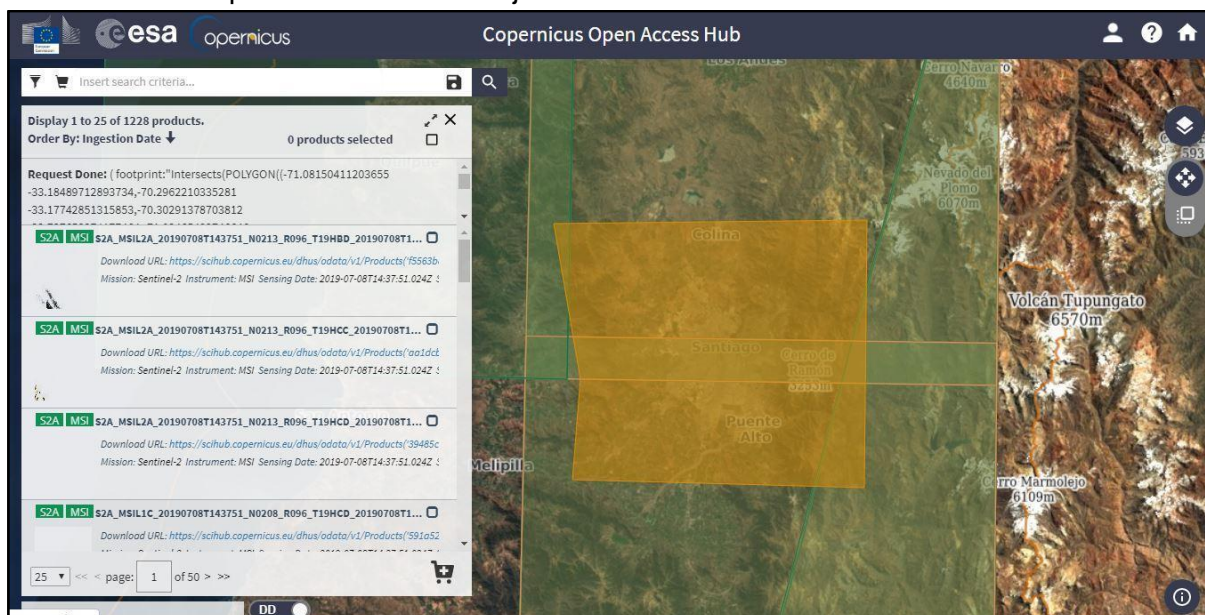 esa opernicus
Copernicus Open Access Hub
Insert search criteria...
Display 1 to 25 of 1228 products.
Order By: Ingestion Date
0 products selected
Request Done: ( footprint:"Intersects(POLYGON((-71.08150411203655
-33.18489712893734,-70.2962210335281
-33.17742851315853,-70.30291378703812
S2A MSI S2A_MSIL2A_20190708T143751_N0213_R096_T19HBD_20190708T1...
Download URL: https://scihub.copernicus.eu/dhus/odata/v1/Products('f5563b
Mission: Sentinel-2 Instrument: MSI Sensing Date: 2019-07-08T14:37:51.024Z
S2A MSI S2A_MSIL2A_20190708T143751_N0213_R096_T19HCC_20190708T1...
Download URL: https://scihub.copernicus.eu/dhus/odata/v1/Products('aa1dcb
Mission: Sentinel-2 Instrument: MSI Sensing Date: 2019-07-08T14:37:51.024Z
S2A MSI S2A_MSIL2A_20190708T143751_N0213_R096_T19HCD_20190708T1...
Download URL: https://scihub.copernicus.eu/dhus/odata/v1/Products('39485c
Mission: Sentinel-2 Instrument: MSI Sensing Date: 2019-07-08T14:37:51.024Z
S2A MSI S2A_MSIL1C_20190708T143751_N0208_R096_T19HCD_20190708T1...
Download URL: https://scihub.copernicus.eu/dhus/odata/v1/Products('591a52
25 << < page: 1 of 50 > >>
DD
Los Andes
Cerro Navarro
4640m
Nevado del
Plomo
6070m
Colina
Volcán Tupungato
6570m
Santiago
Cerro de
Ramón
3253m
Puente
Alto
Melipilla
Cerro Marmolejo
6109m